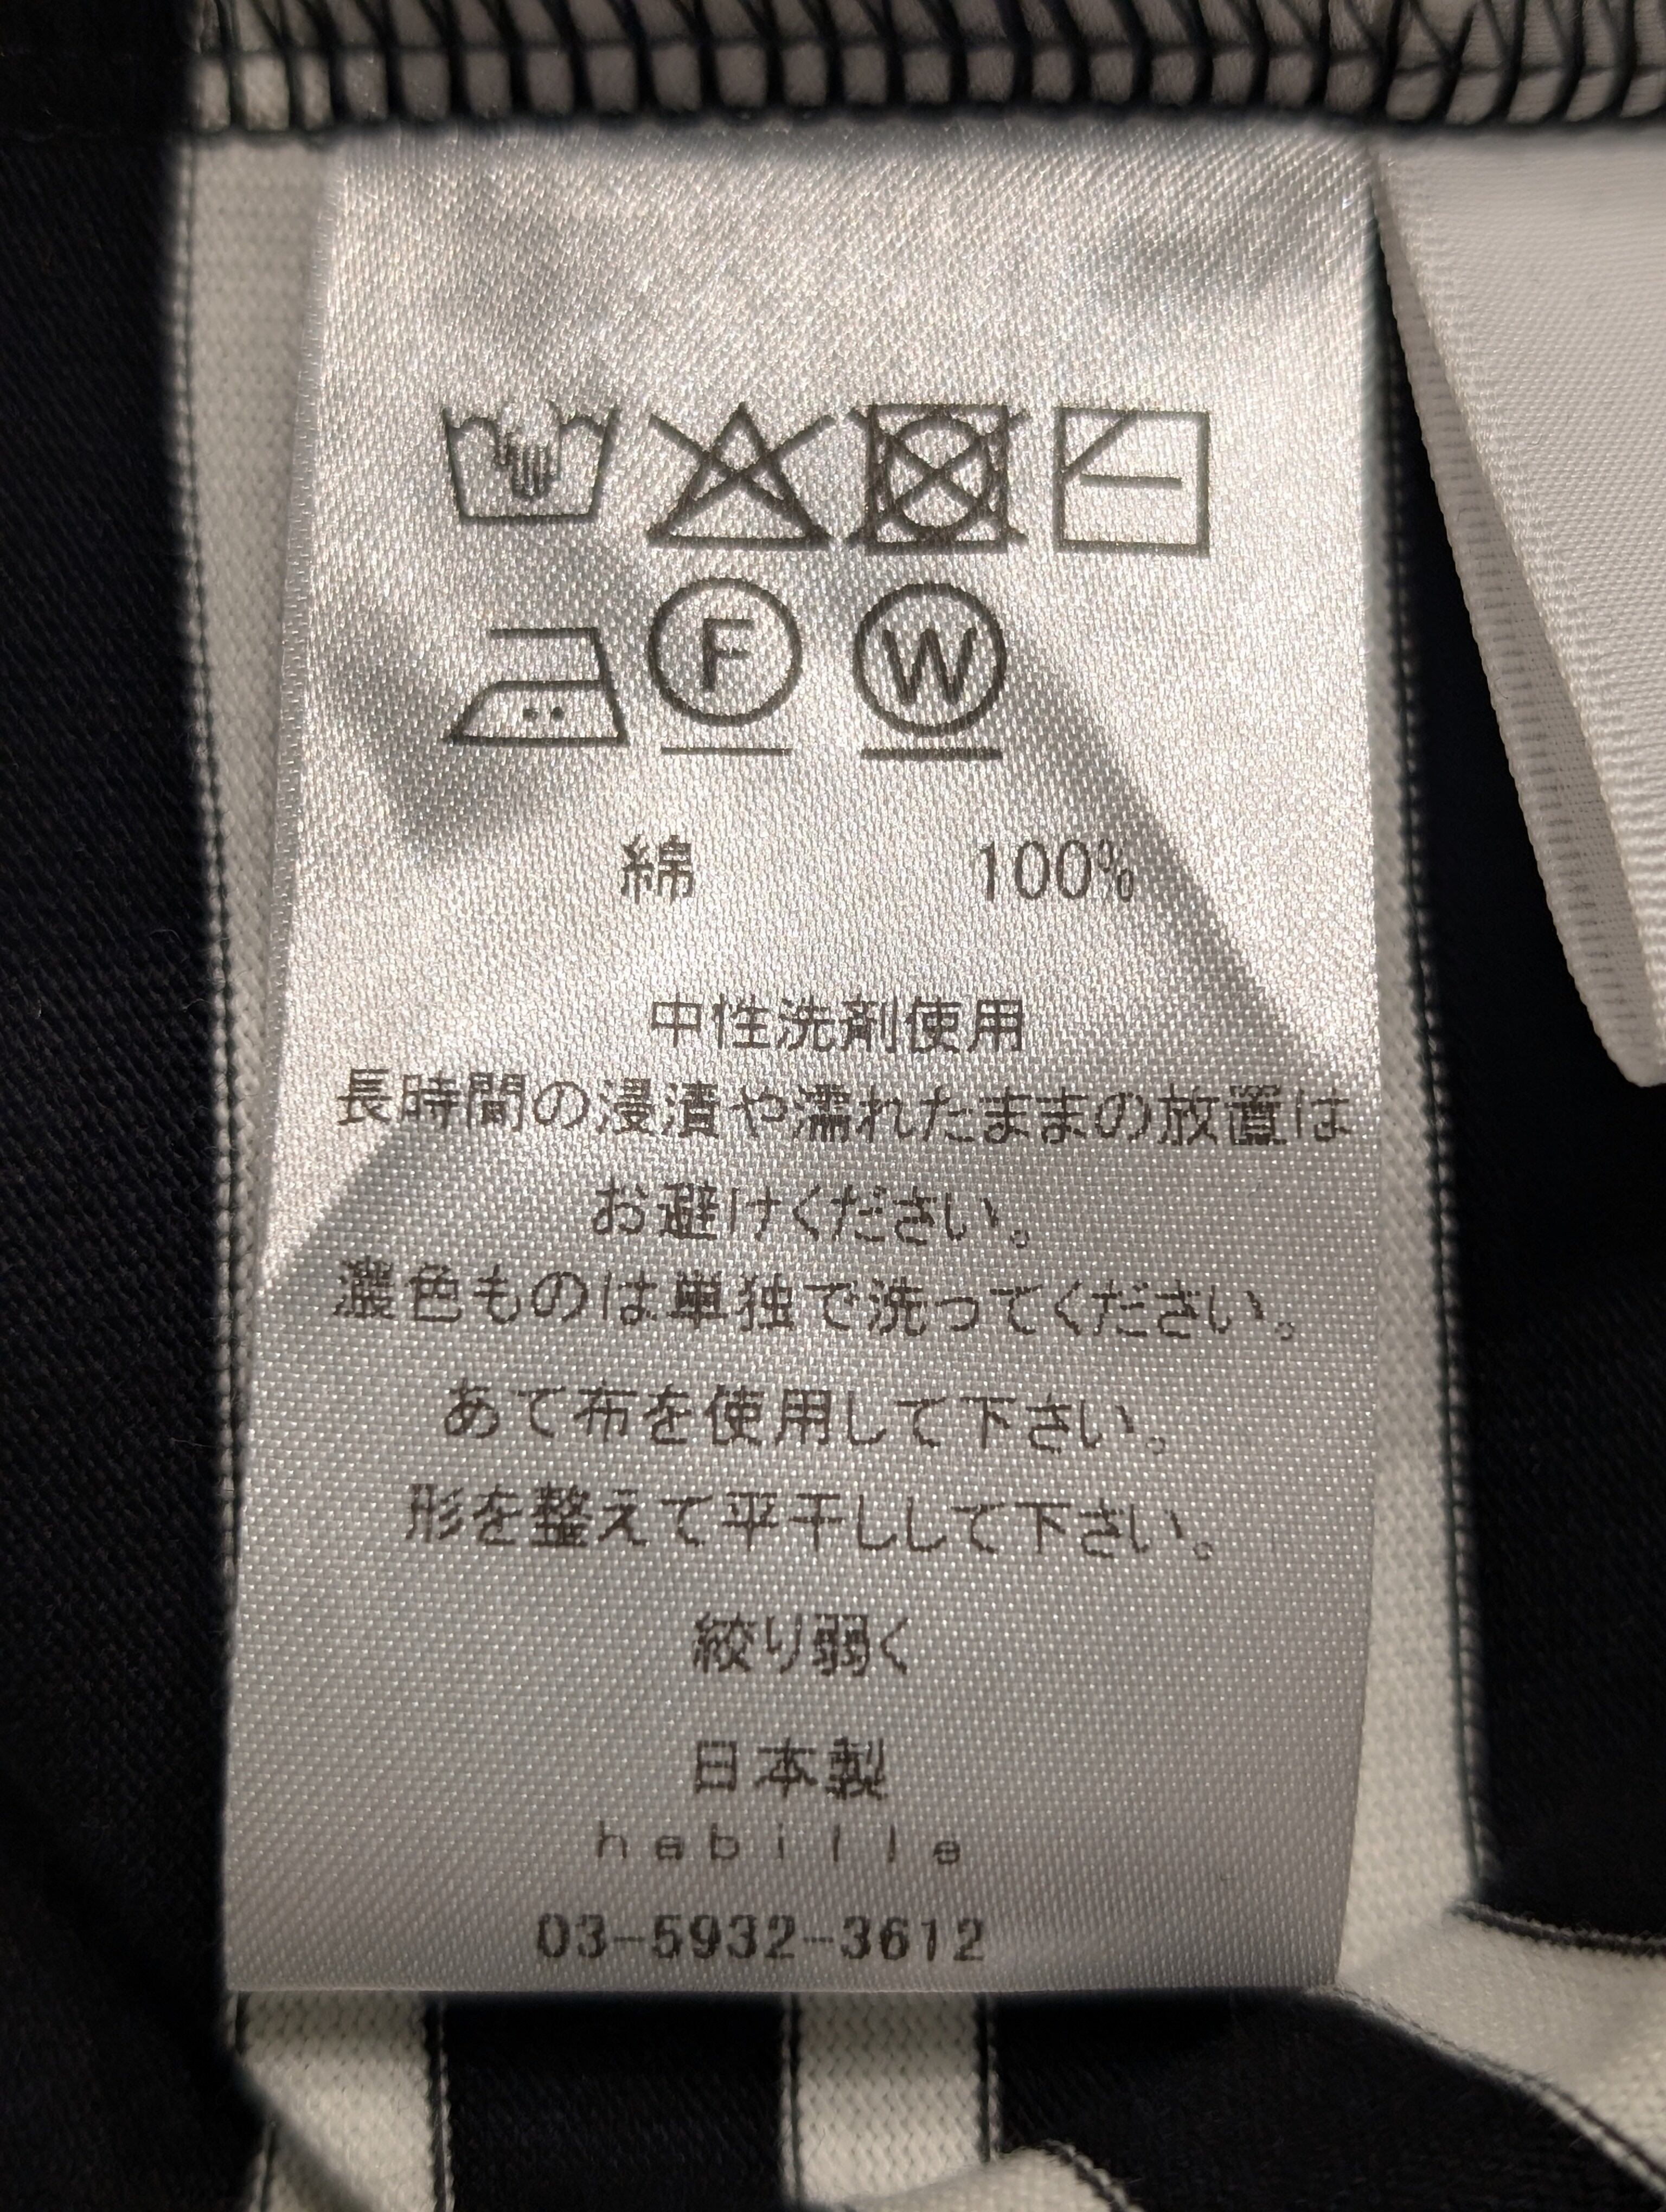 F W
綿 100%
中性洗剤使用
長時間の浸漬や濡れたままの放置は
お避けください。
濃色ものは単独で洗ってください。
あて布を使用して下さい。
形を整えて平干しして下さい。
絞り弱く
日本製
habille
03-5932-3612